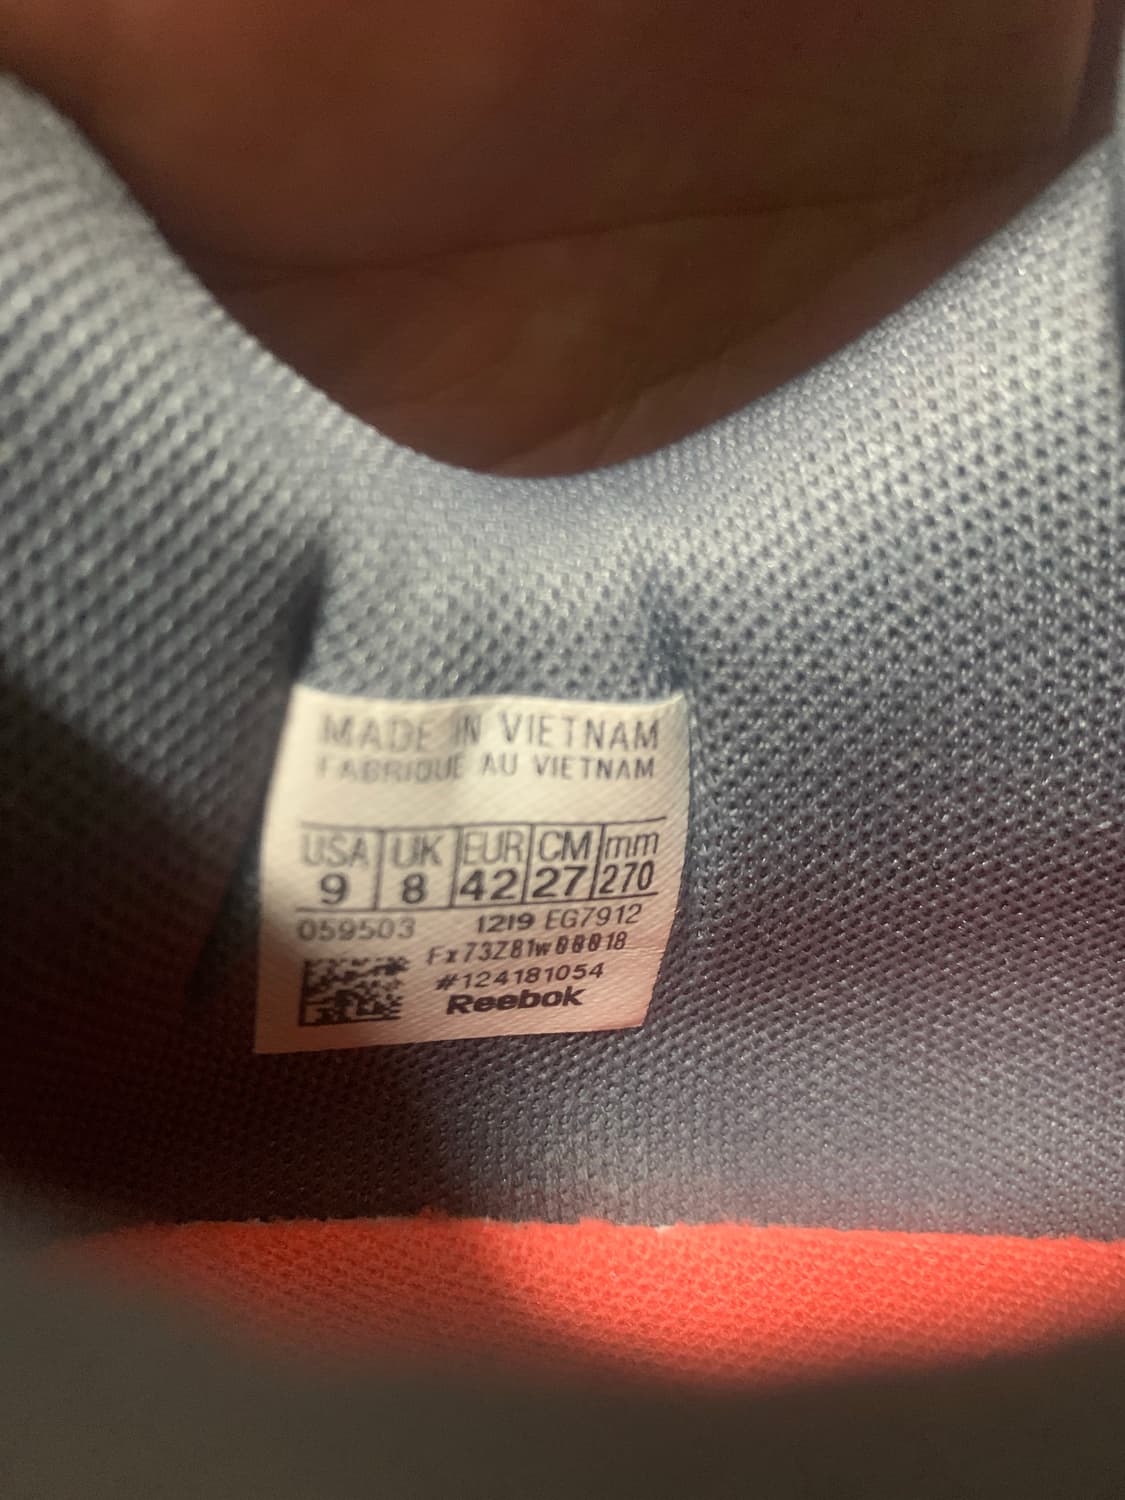 MADE IN VIETNAM
FABRIQUE AU VIETNAM
USA UK EUR CM mm
9 8 42 27 270
059503 1219 EG7912
#124181054
Reebok